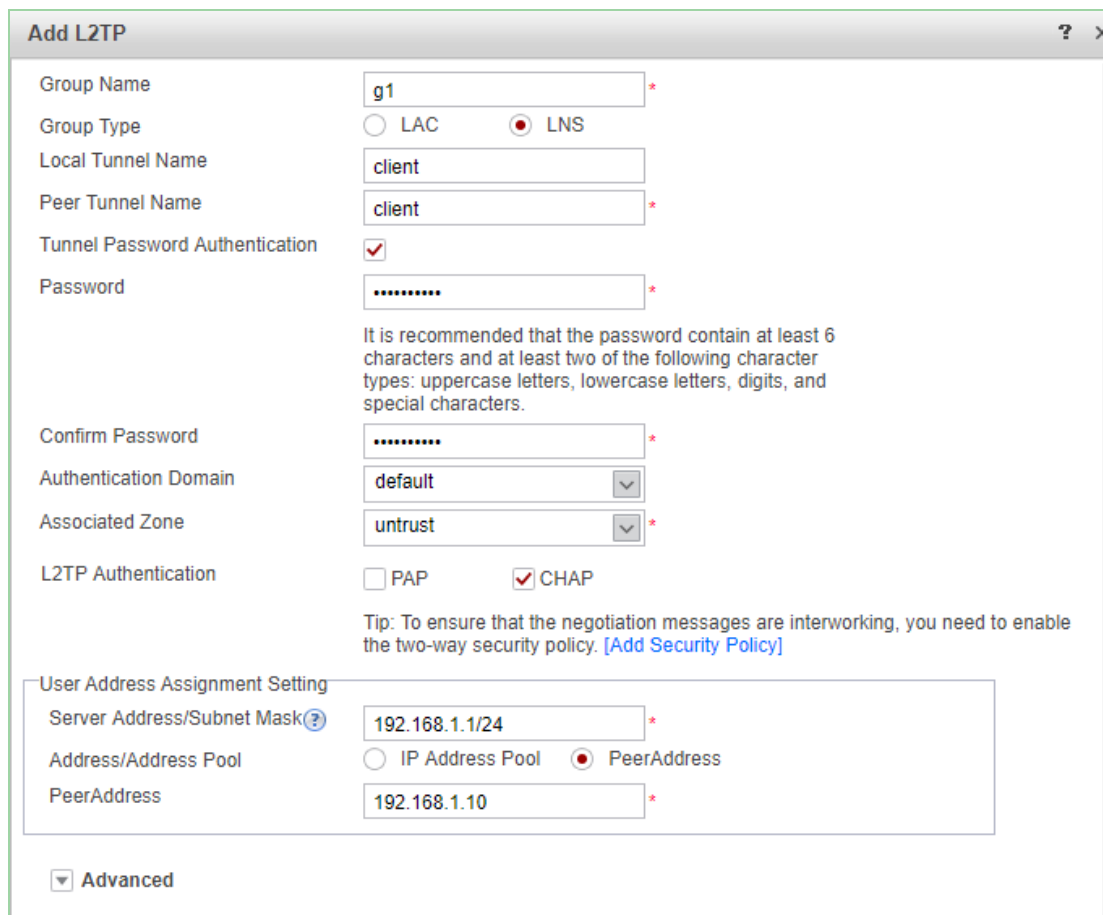 Add L2TP ? ×
Group Name g1 *
Group Type LAC LNS
Local Tunnel Name client
Peer Tunnel Name client *
Tunnel Password Authentication
Password •••••••••• *
It is recommended that the password contain at least 6
characters and at least two of the following character
types: uppercase letters, lowercase letters, digits, and
special characters.
Confirm Password •••••••••• *
Authentication Domain default
Associated Zone untrust *
L2TP Authentication PAP CHAP
Tip: To ensure that the negotiation messages are interworking, you need to enable
the two-way security policy. [Add Security Policy]
User Address Assignment Setting
Server Address/Subnet Mask ? 192.168.1.1/24 *
Address/Address Pool IP Address Pool PeerAddress
PeerAddress 192.168.1.10 *
Advanced